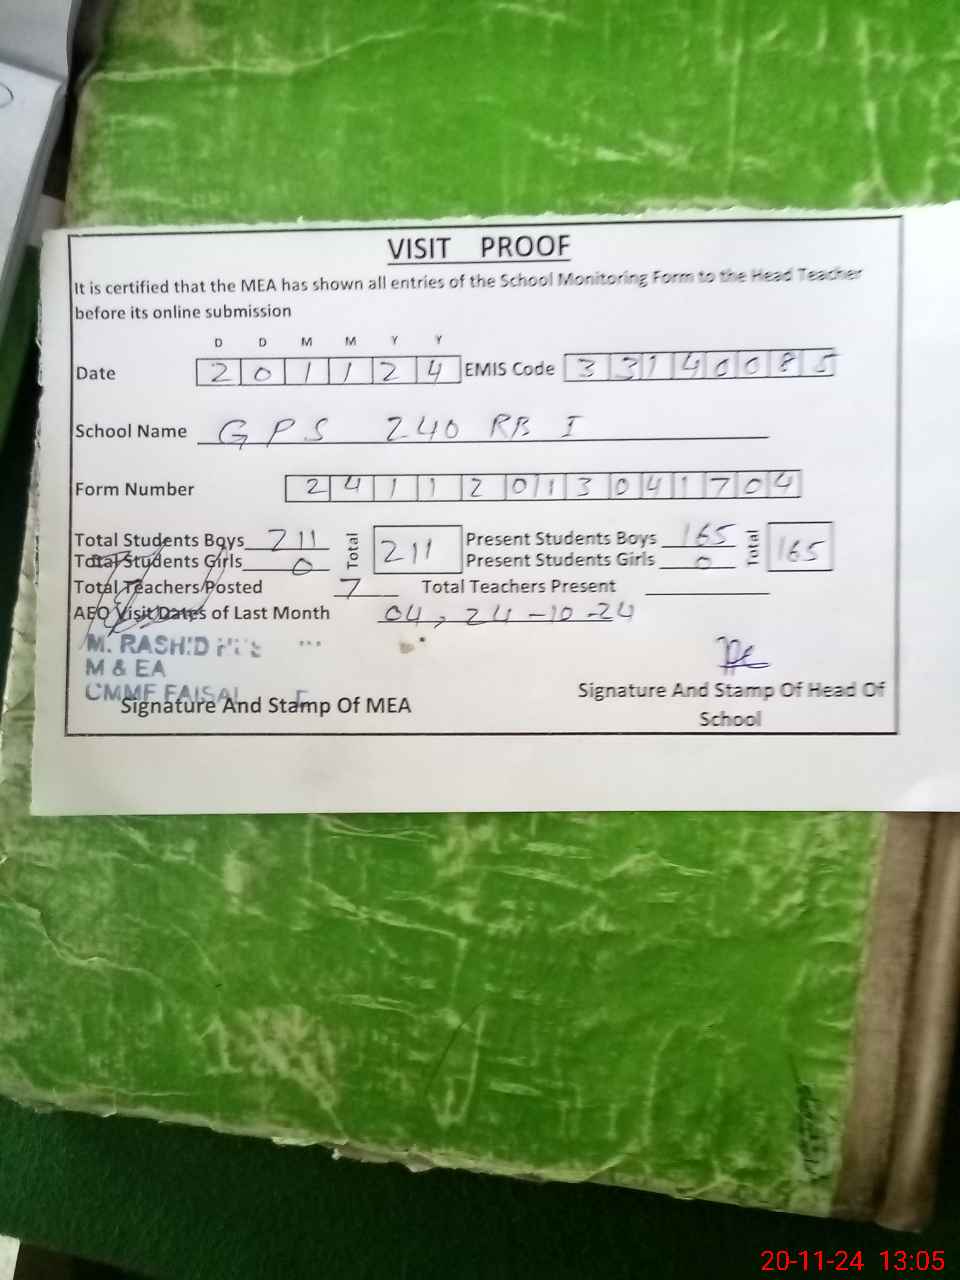 VISIT PROOF
It is certified that the MEA has shown all entries of the School Monitoring Form to the Head Teacher
before its online submission
D D M M Y Y
Date 2 0 1 1 2 4 EMIS Code 3 3 1 4 0 0 8 5
School Name G P S 240 RB I
Form Number 2 4 1 1 2 0 1 3 0 4 1 7 0 4
Total Students Boys 211 Total 211 Present Students Boys 165 Total 165
Total Students Girls 0 Present Students Girls 0
Total Teachers Posted 7 Total Teachers Present
AEO Visit Dates of Last Month 04, 24-10-24
M. RASHID
M & EA
CMMF FAISAL
Signature And Stamp Of MEA
Signature And Stamp Of Head Of
School
20-11-24 13:05